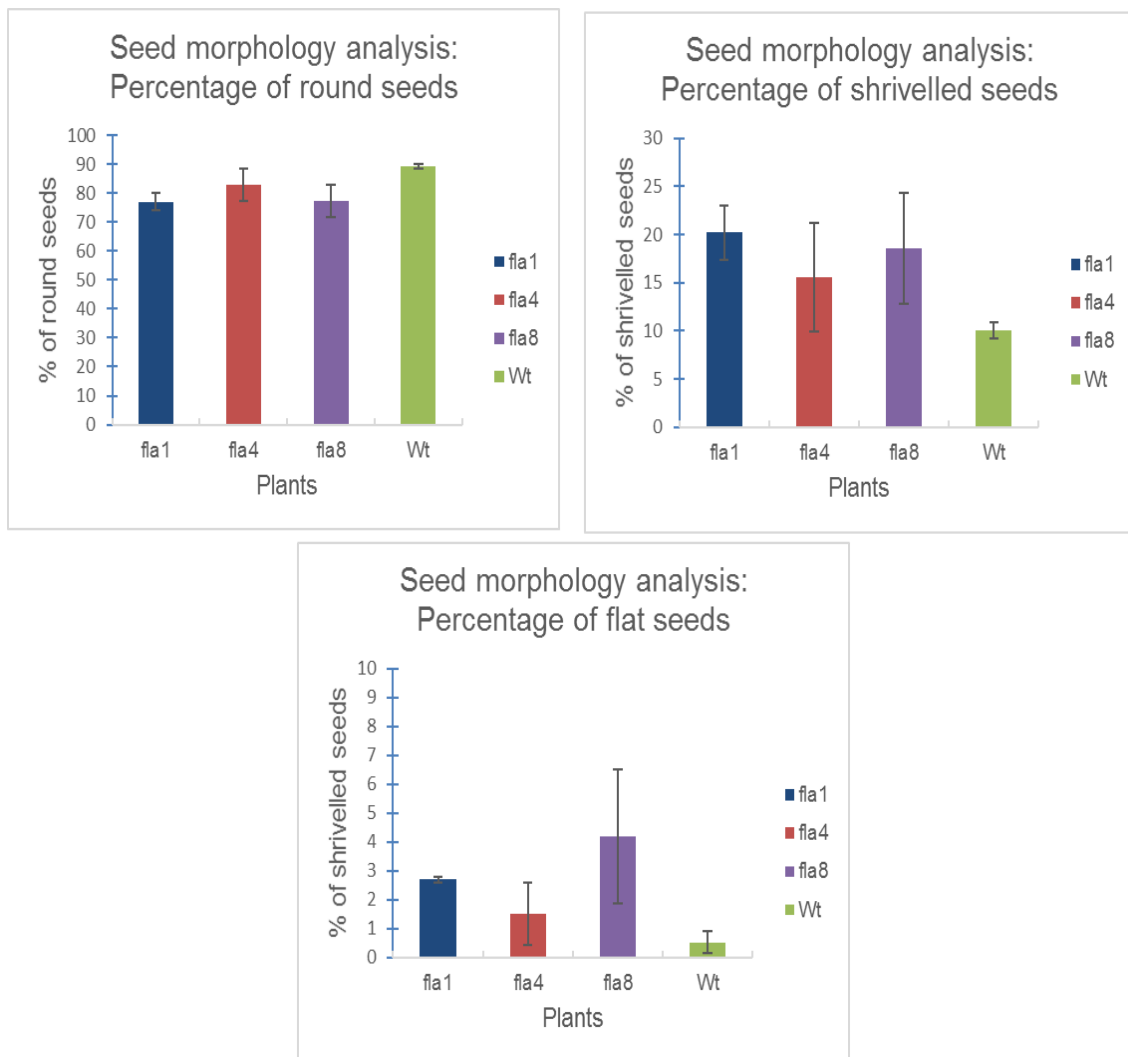 Seed morphology analysis:
Percentage of round seeds
% of round seeds
100
90
80
70
60
50
40
30
20
10
0
fla1
fla4
fla8
Wt
Plants
fla1
fla4
fla8
Wt
Seed morphology analysis:
Percentage of shrivelled seeds
% of shrivelled seeds
30
25
20
15
10
5
0
fla1
fla4
fla8
Wt
Plants
fla1
fla4
fla8
Wt
Seed morphology analysis:
Percentage of flat seeds
% of shrivelled seeds
10
9
8
7
6
5
4
3
2
1
0
fla1
fla4
fla8
Wt
Plants
fla1
fla4
fla8
Wt